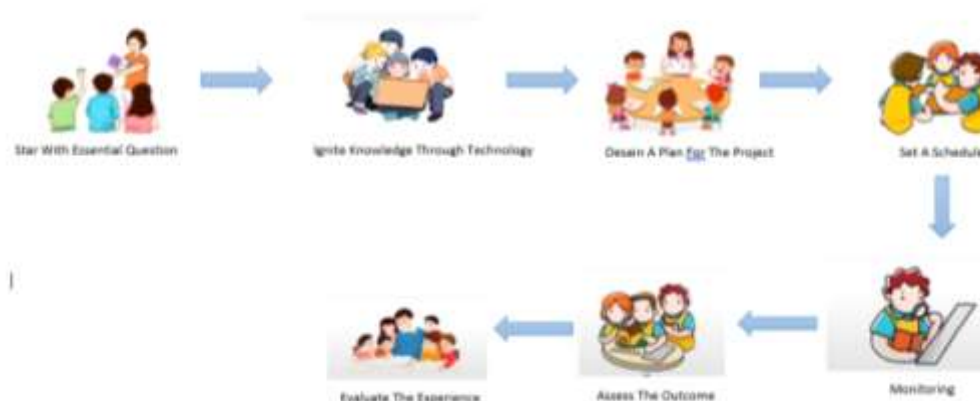 Star With Essential Question
Ignite Knowledge Through Technology
Desain A Plan For The Project
Set A Schedule
Monitoring
Assess The Outcome
Evaluate The Experience